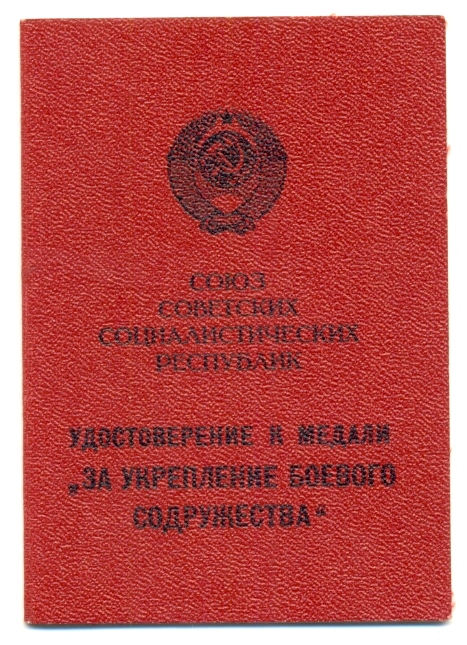 СОЮЗ
СОВЕТСКИХ
СОЦИАЛИСТИЧЕСКИХ
РЕСПУБЛИК
УДОСТОВЕРЕНИЕ К МЕДАЛИ
„ЗА УКРЕПЛЕНИЕ БОЕВОГО
СОДРУЖЕСТВА“